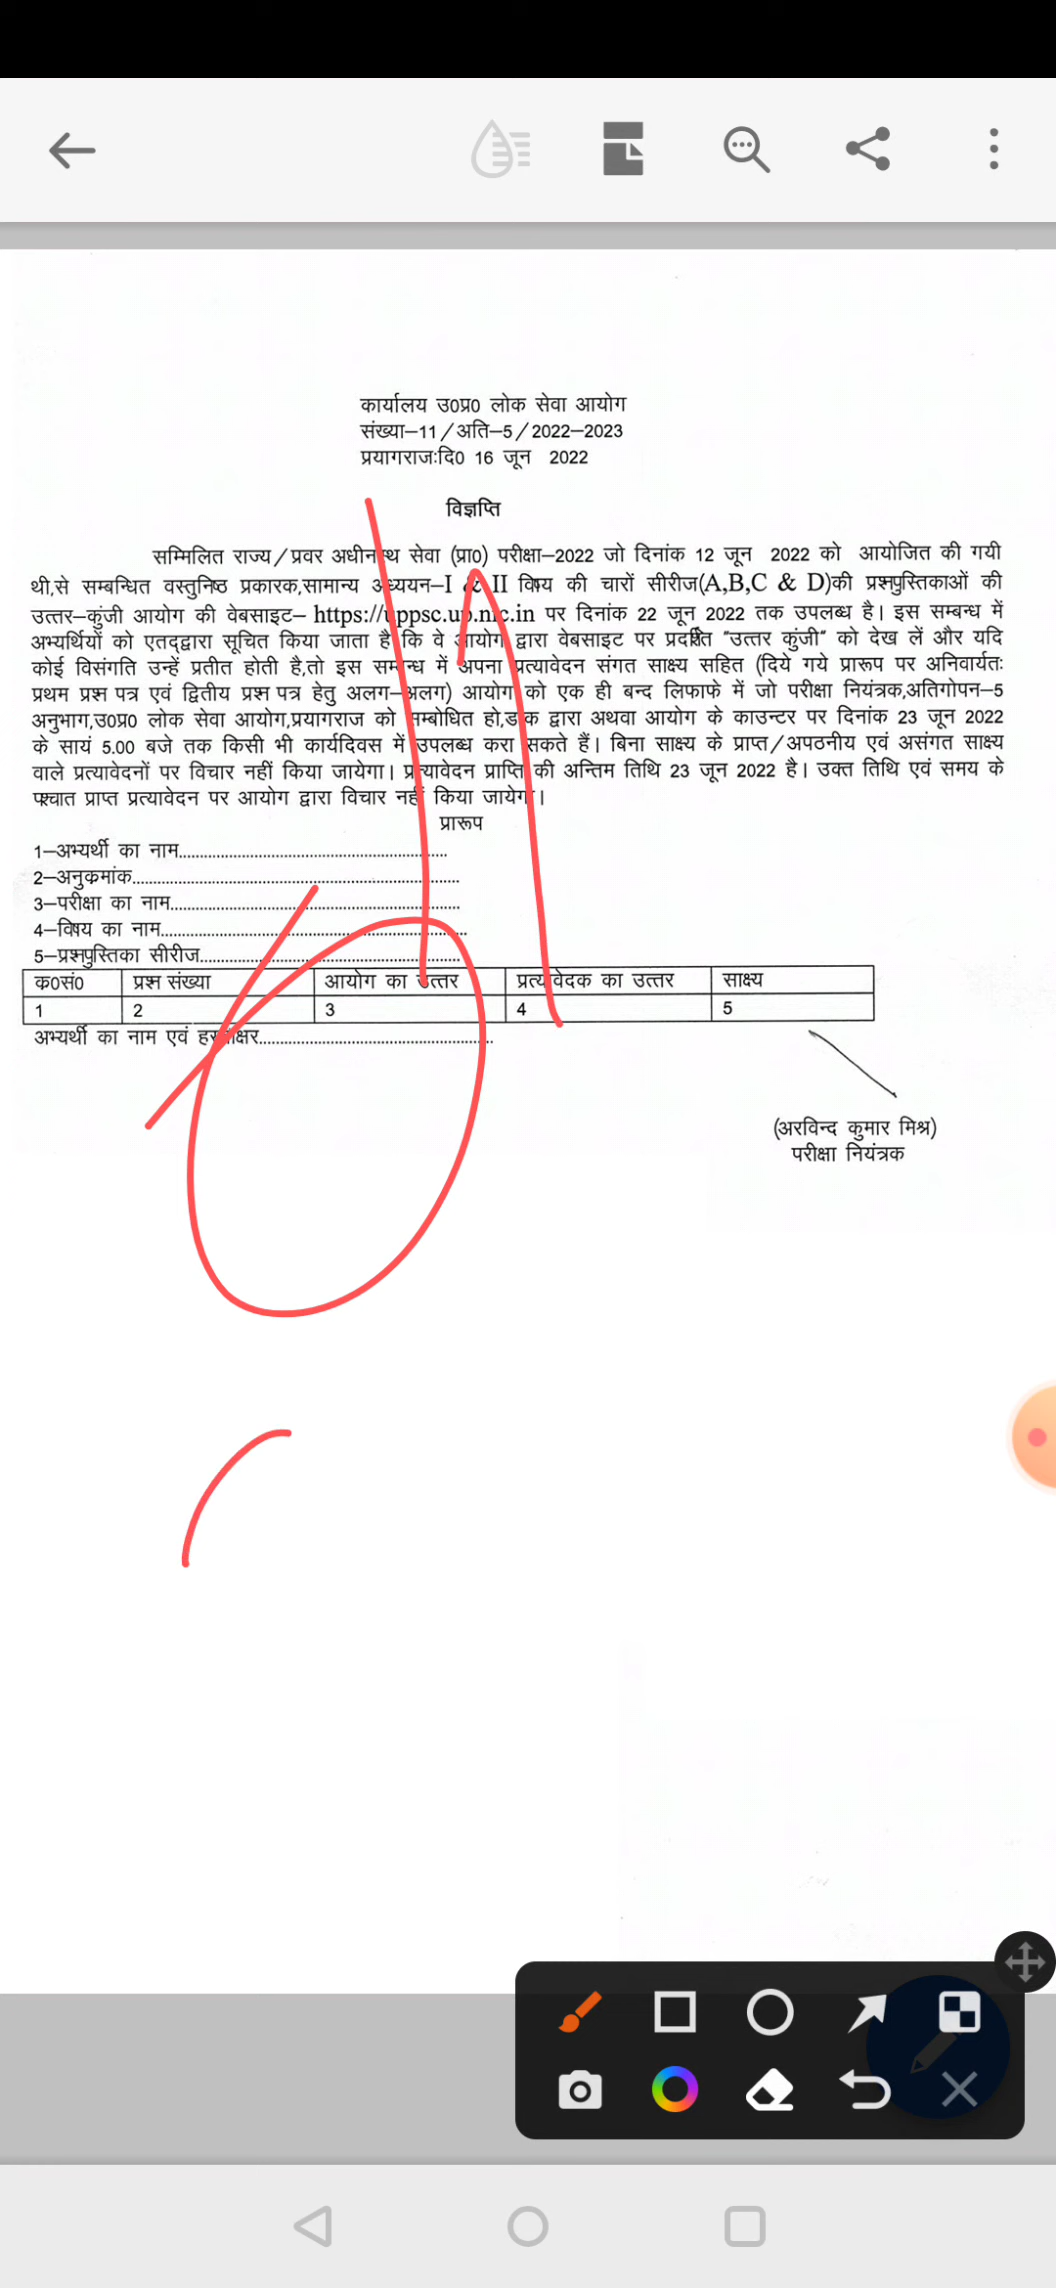 कार्यालय उ0प्र0 लोक सेवा आयोग
संख्या–11/अति–5/2022–2023
प्रयागराज:दि0 16 जून 2022
विज्ञप्ति
सम्मिलित राज्य/प्रवर अधीनस्थ सेवा (प्रा0) परीक्षा–2022 जो दिनांक 12 जून 2022 को आयोजित की गयी
थी,से सम्बन्धित वस्तुनिष्ठ प्रकारक,सामान्य अध्ययन–I & II विषय की चारों सीरीज(A,B,C & D)की प्रश्नपुस्तिकाओं की
उत्तर–कुंजी आयोग की वेबसाइट– https://uppsc.up.nic.in पर दिनांक 22 जून 2022 तक उपलब्ध है। इस सम्बन्ध में
अभ्यर्थियों को एतद्द्वारा सूचित किया जाता है कि वे आयोग द्वारा वेबसाइट पर प्रदर्शित "उत्तर कुंजी" को देख लें और यदि
कोई विसंगति उन्हें प्रतीत होती है,तो इस सम्बन्ध में अपना प्रत्यावेदन संगत साक्ष्य सहित (दिये गये प्रारूप पर अनिवार्यतः
प्रथम प्रश्न पत्र एवं द्वितीय प्रश्न पत्र हेतु अलग–अलग) आयोग को एक ही बन्द लिफाफे में जो परीक्षा नियंत्रक,अतिगोपन–5
अनुभाग,उ0प्र0 लोक सेवा आयोग,प्रयागराज को सम्बोधित हो,डाक द्वारा अथवा आयोग के काउन्टर पर दिनांक 23 जून 2022
के सायं 5.00 बजे तक किसी भी कार्यदिवस में उपलब्ध करा सकते हैं। बिना साक्ष्य के प्राप्त/अपठनीय एवं असंगत साक्ष्य
वाले प्रत्यावेदनों पर विचार नहीं किया जायेगा। प्रत्यावेदन प्राप्ति की अन्तिम तिथि 23 जून 2022 है। उक्त तिथि एवं समय के
पश्चात प्राप्त प्रत्यावेदन पर आयोग द्वारा विचार नहीं किया जायेगा।
प्रारूप
1–अभ्यर्थी का नाम......................................................
2–अनुक्रमांक.................................................................
3–परीक्षा का नाम..........................................................
4–विषय का नाम.............................................................
5–प्रश्नपुस्तिका सीरीज....................................................
क0सं0 प्रश्न संख्या आयोग का उत्तर प्रत्यावेदक का उत्तर साक्ष्य
1 2 3 4 5
अभ्यर्थी का नाम एवं हस्ताक्षर...............................................
(अरविन्द कुमार मिश्र)
परीक्षा नियंत्रक